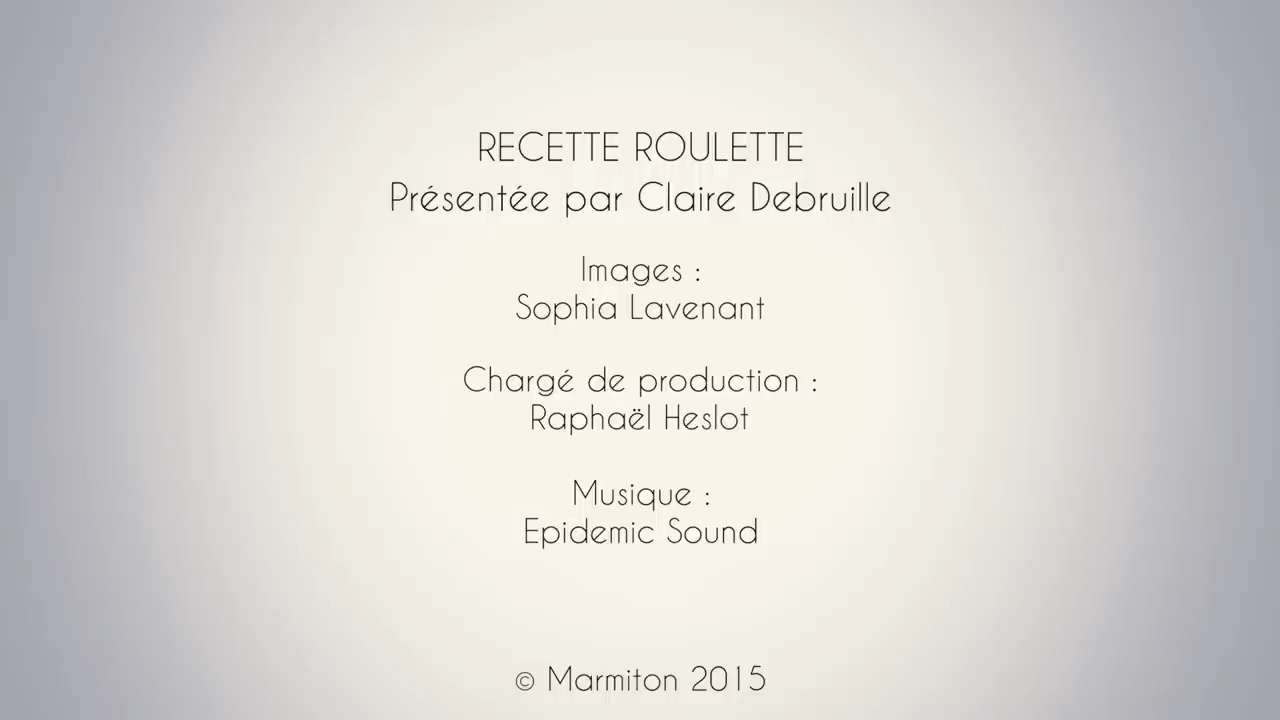 RECETTE ROULETTE
Présentée par Claire Debruille
Images :
Sophia Lavenant
Chargé de production :
Raphaël Heslot
Musique :
Epidemic Sound
© Marmiton 2015